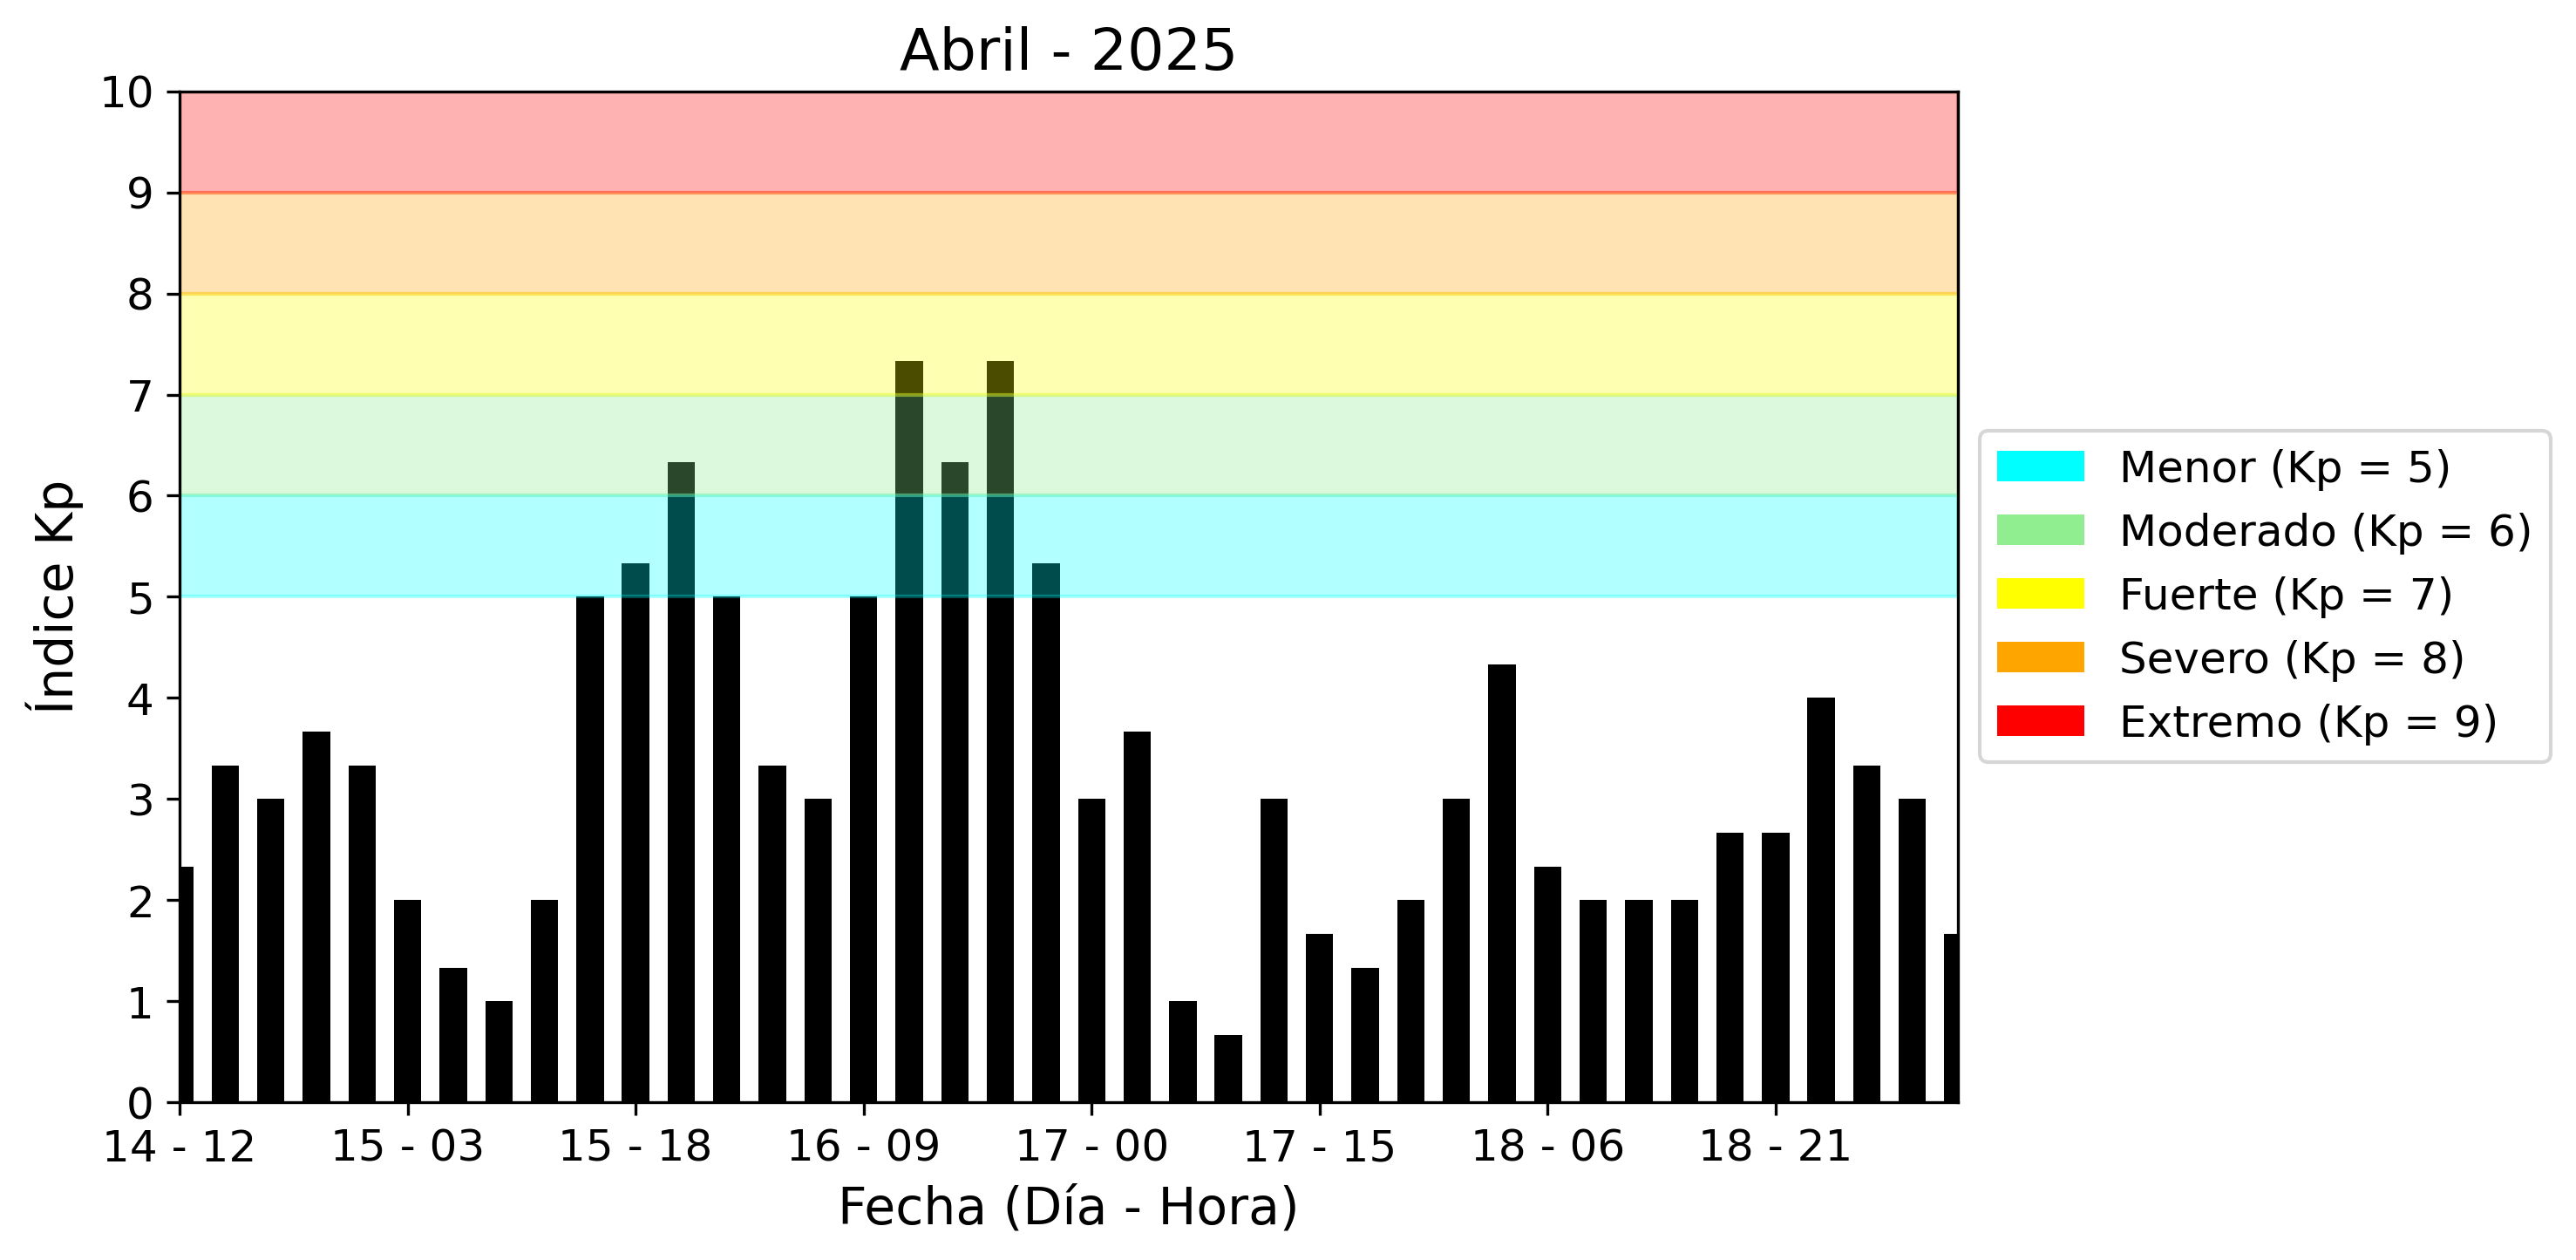 Abril - 2025
10
9
8
7
6
5
4
3
2
1
0
Índice Kp
14 - 12
15 - 03
15 - 18
16 - 09
17 - 00
17 - 15
18 - 06
18 - 21
Fecha (Día - Hora)
Menor (Kp = 5)
Moderado (Kp = 6)
Fuerte (Kp = 7)
Severo (Kp = 8)
Extremo (Kp = 9)